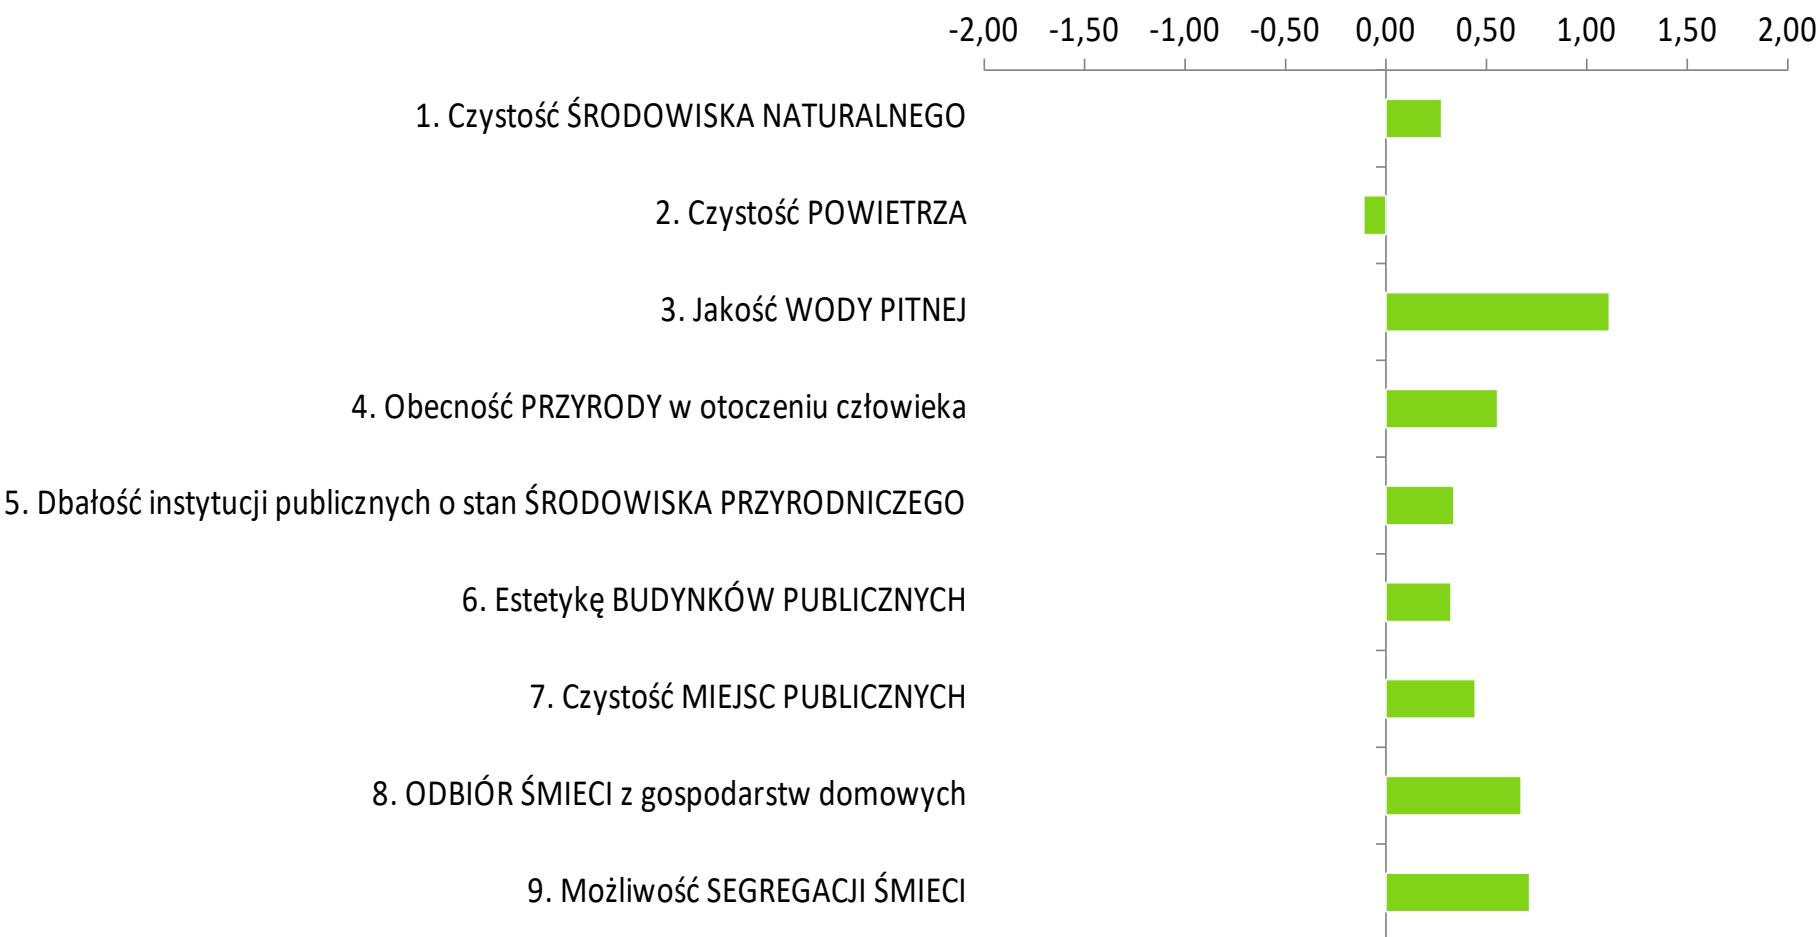 -2,00 -1,50 -1,00 -0,50 0,00 0,50 1,00 1,50 2,00
1. Czystość ŚRODOWISKA NATURALNEGO
2. Czystość POWIETRZA
3. Jakość WODY PITNEJ
4. Obecność PRZYRODY w otoczeniu człowieka
5. Dbałość instytucji publicznych o stan ŚRODOWISKA PRZYRODNICZEGO
6. Estetykę BUDYNKÓW PUBLICZNYCH
7. Czystość MIEJSC PUBLICZNYCH
8. ODBIÓR ŚMIECI z gospodarstw domowych
9. Możliwość SEGREGACJI ŚMIECI